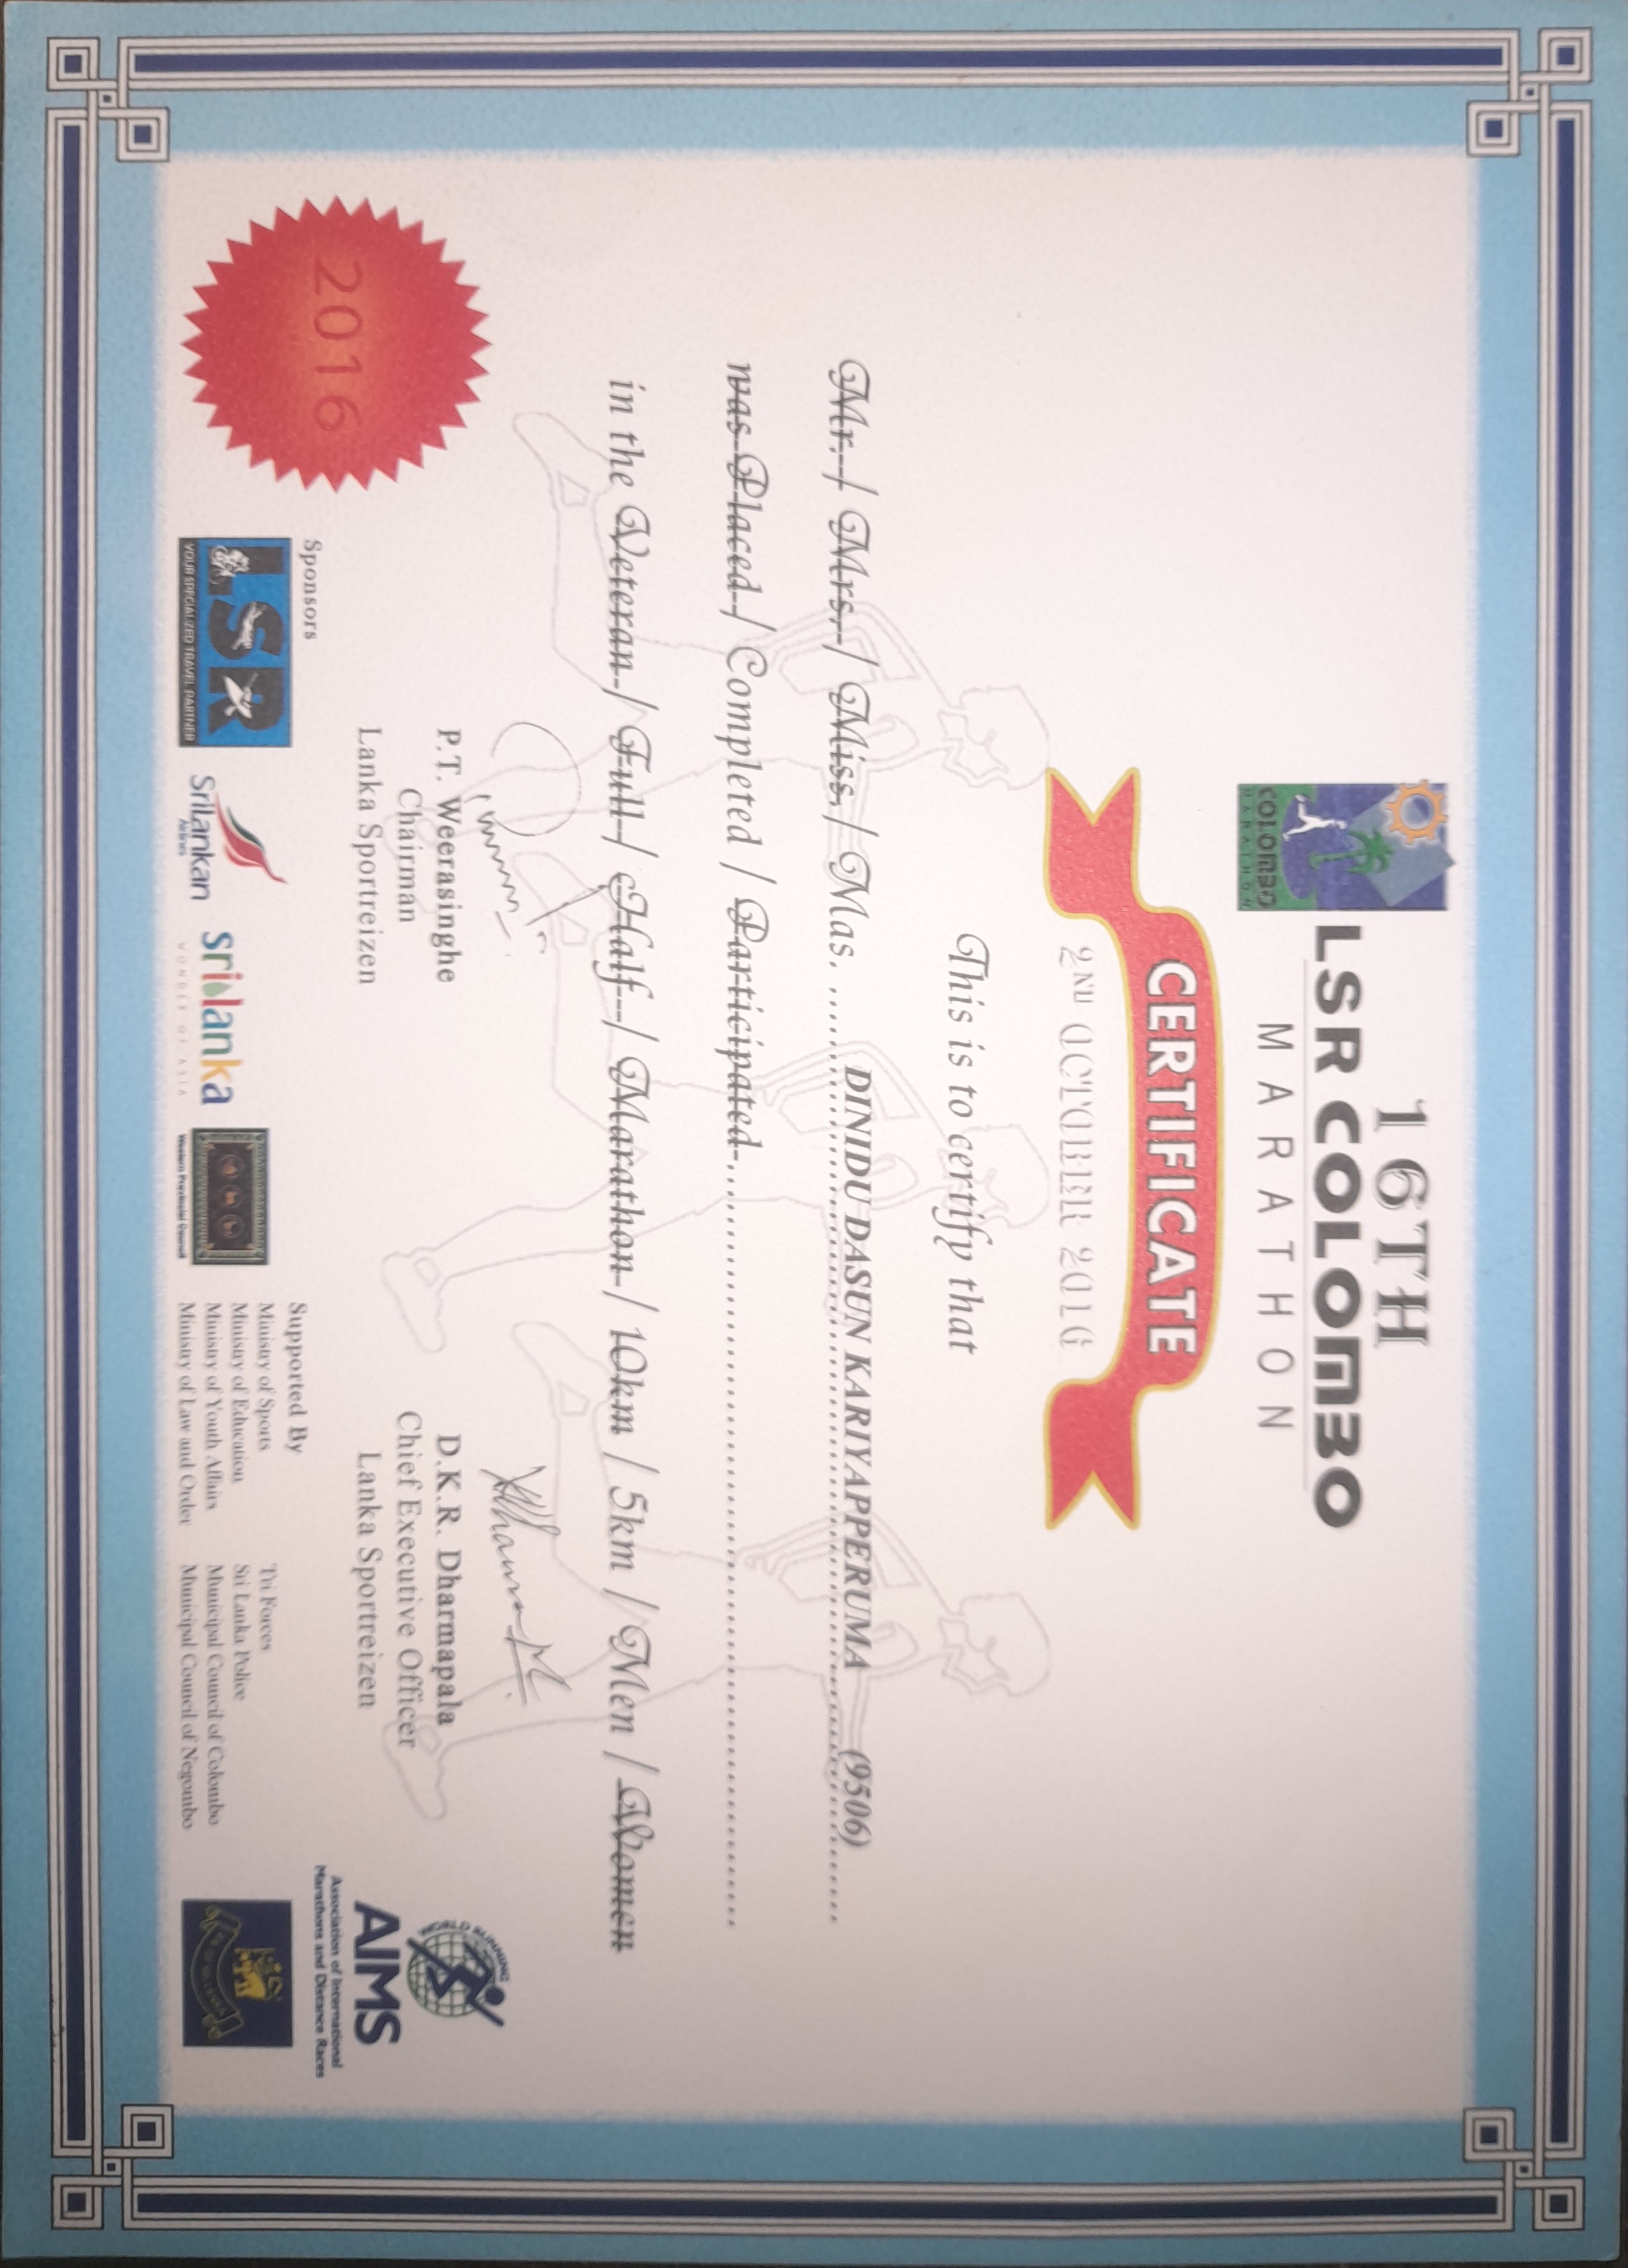 16TH
LSR COLOMBO
MARATHON
COLOMBO
MARATHON
CERTIFICATE
2ND OCTOBER 2016
This is to certify that
Mr. / Mrs. / Miss. / Mas. DINIDU DASUN KARIYAPPERUMA (9506)
was Placed / Completed / Participated
in the Veteran / Full / Half / Marathon / 10km / 5km / Men / Women
P.T. Weerasinghe
Chairman
Lanka Sportreizen
D.K.R. Dharmapala
Chief Executive Officer
Lanka Sportreizen
2016
Sponsors
LSR
YOUR SPECIALIZED TRAVEL PARTNER
SriLankan
Airlines
srilanka
WONDER OF ASIA
Western Provincial Council
Supported By
Ministry of Sports
Ministry of Education
Ministry of Youth Affairs
Ministry of Law and Order
Tri Forces
Sri Lanka Police
Municipal Council of Colombo
Municipal Council of Negombo
WORLD RUNNING
AIMS
Association of International
Marathons and Distance Races